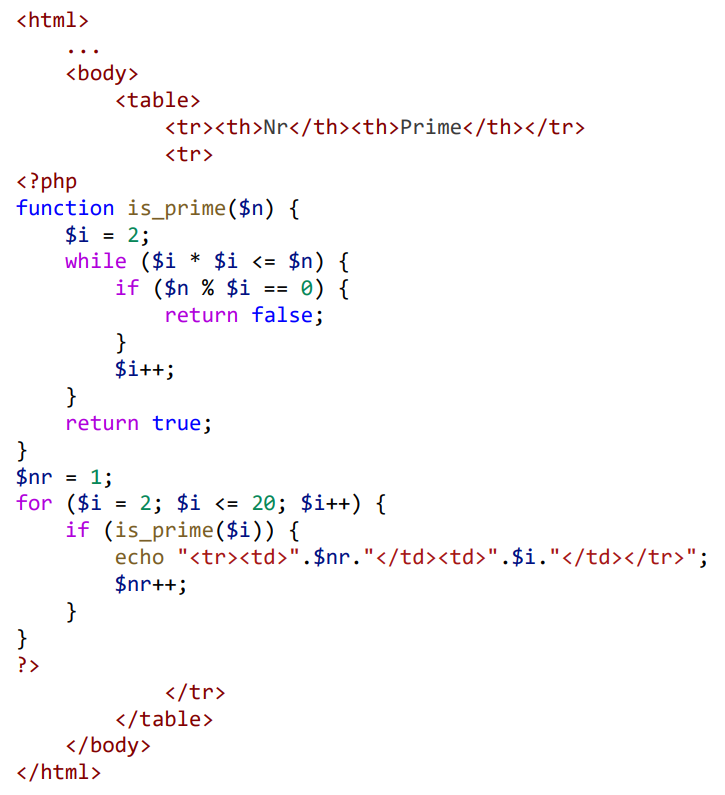 <html>
    ...
    <body>
        <table>
            <tr><th>Nr</th><th>Prime</th></tr>
            <tr>
<?php
function is_prime($n) {
    $i = 2;
    while ($i * $i <= $n) {
        if ($n % $i == 0) {
            return false;
        }
        $i++;
    }
    return true;
}
$nr = 1;
for ($i = 2; $i <= 20; $i++) {
    if (is_prime($i)) {
        echo "<tr><td>".$nr."</td><td>".$i."</td></tr>";
        $nr++;
    }
}
?>
            </tr>
        </table>
    </body>
</html>